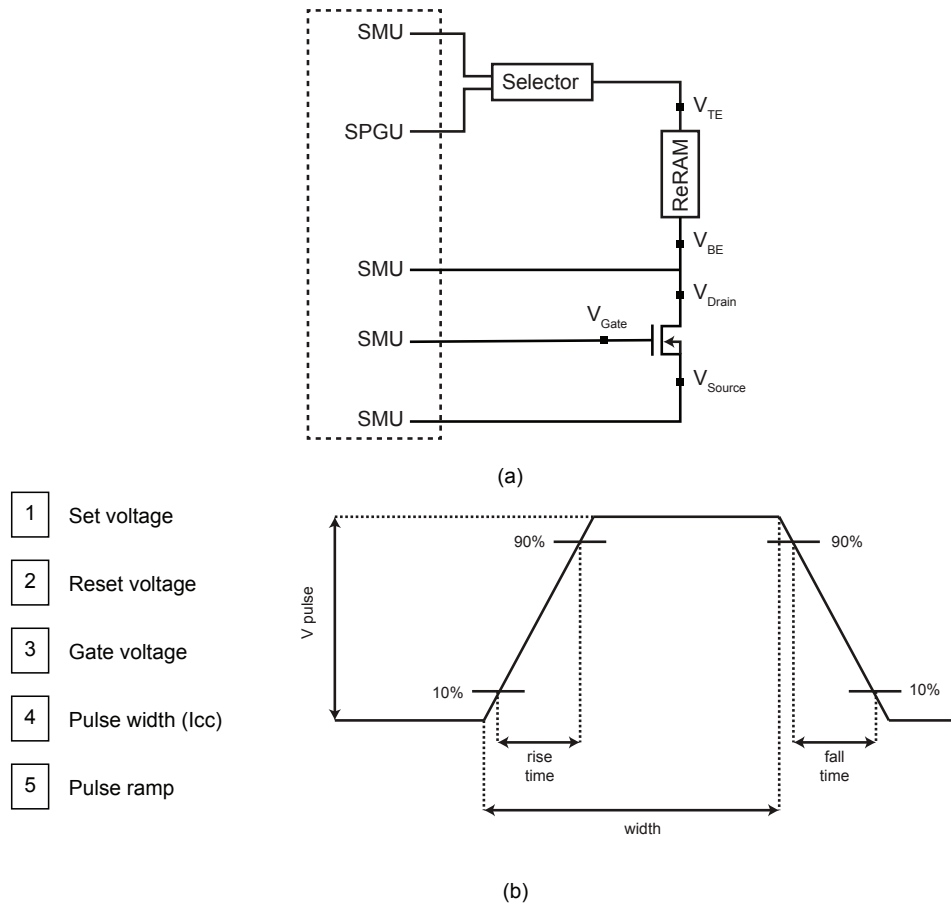 SMU
Selector
V_TE
SPGU
ReRAM
V_BE
SMU
V_Drain
V_Gate
SMU
V_Source
SMU
(a)
1 Set voltage
2 Reset voltage
3 Gate voltage
4 Pulse width (Icc)
5 Pulse ramp
90%
90%
V pulse
10%
10%
rise
time
fall
time
width
(b)